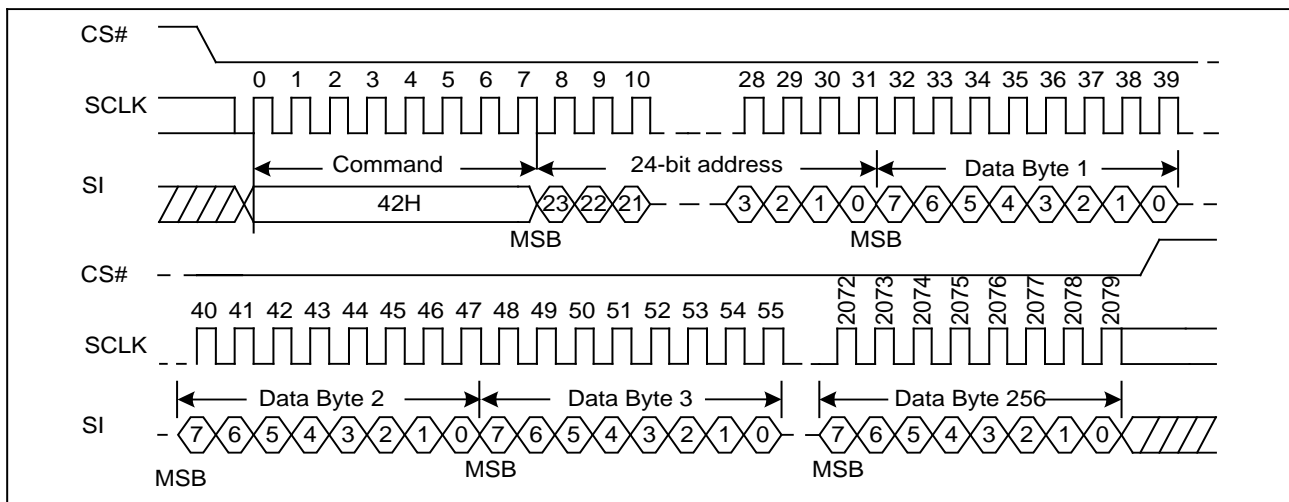 CS#
0 1 2 3 4 5 6 7 8 9 10 28 29 30 31 32 33 34 35 36 37 38 39
SCLK
Command 24-bit address Data Byte 1
SI
42H 23 22 21 3 2 1 0 7 6 5 4 3 2 1 0
MSB MSB
CS#
40 41 42 43 44 45 46 47 48 49 50 51 52 53 54 55 2072 2073 2074 2075 2076 2077 2078 2079
SCLK
Data Byte 2 Data Byte 3 Data Byte 256
SI
7 6 5 4 3 2 1 0 7 6 5 4 3 2 1 0 7 6 5 4 3 2 1 0
MSB MSB MSB